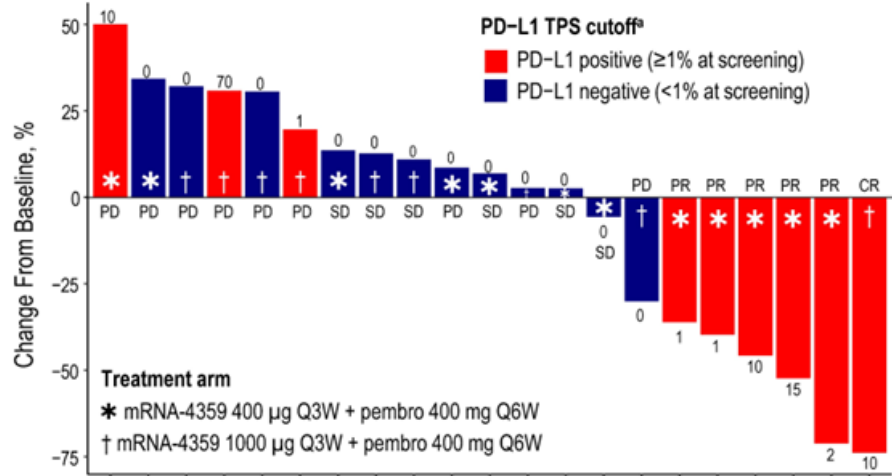 PD−L1 TPS cutoffᵃ
PD−L1 positive (≥1% at screening)
PD−L1 negative (<1% at screening)
Change From Baseline, %
50
25
0
−25
−50
−75
10 0 0 70 0 1 0 0 0 0 0 0 0
* * † † † † * † † * * † * * † * * * * * †
PD PD PD PD PD PD SD SD SD PD SD PD SD
0
SD
PD PR PR PR PR PR CR
0 1 1 10 15 2 10
Treatment arm
* mRNA-4359 400 µg Q3W + pembro 400 mg Q6W
† mRNA-4359 1000 µg Q3W + pembro 400 mg Q6W